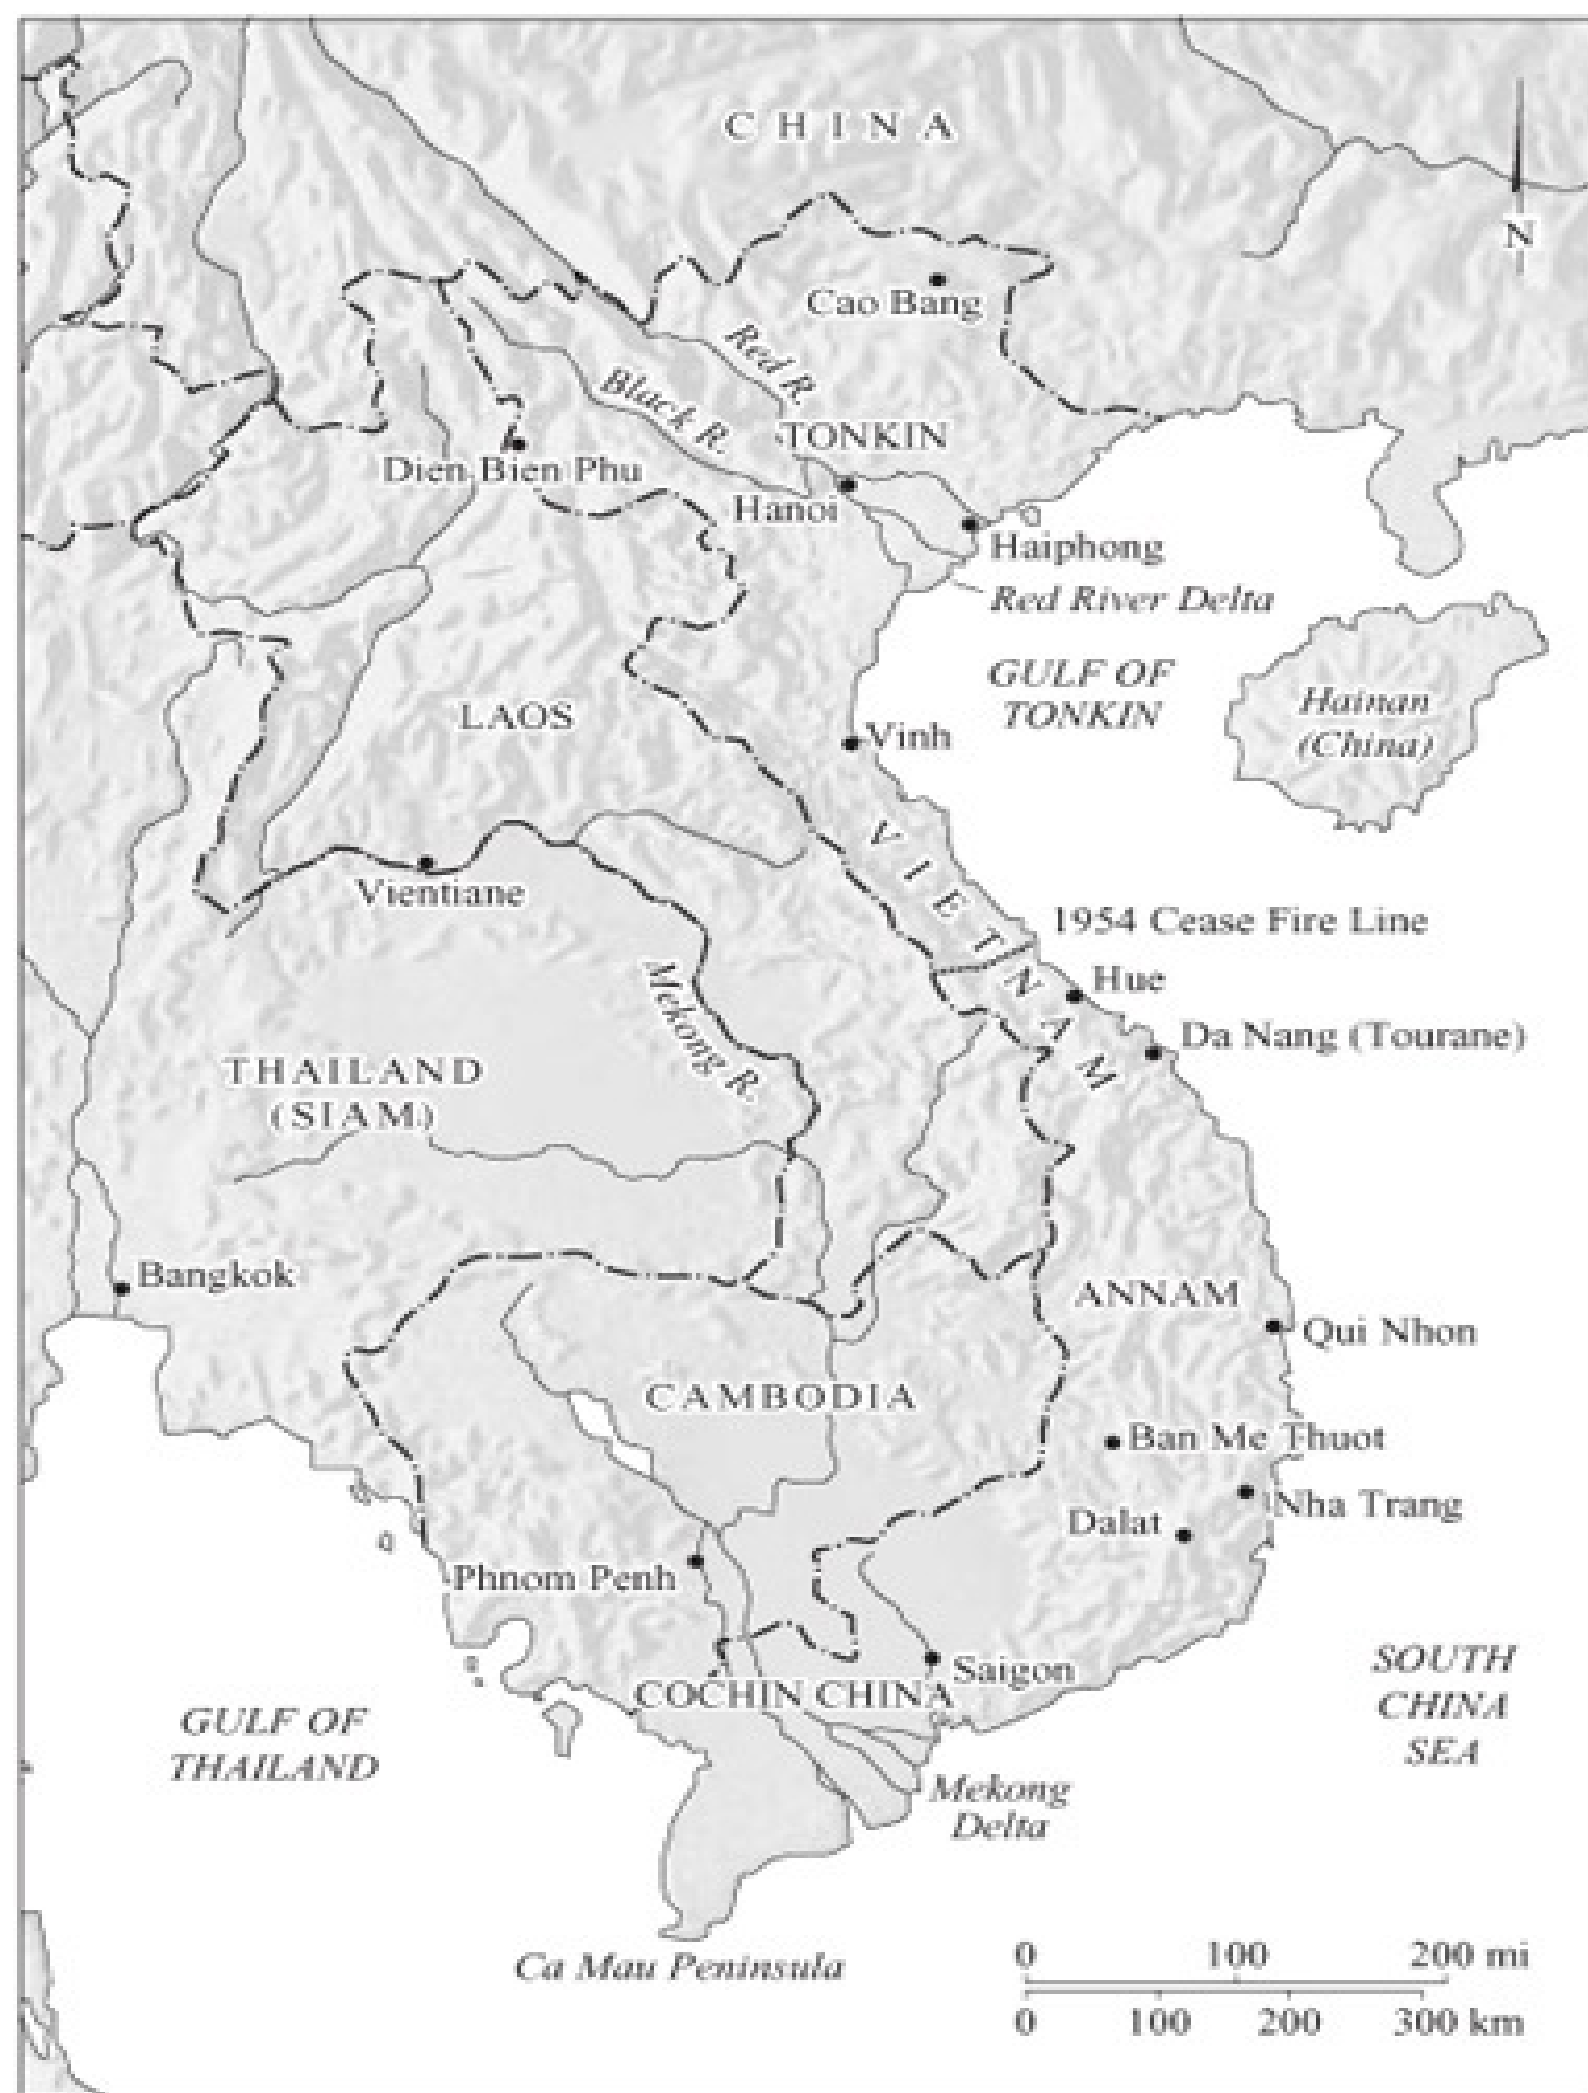 CHINA
N
Cao Bang
Red R.
Black R.
TONKIN
Dien Bien Phu
Hanoi
Haiphong
Red River Delta
GULF OF
TONKIN
Hainan
(China)
LAOS
Vinh
VIETNAM
Vientiane
1954 Cease Fire Line
Hue
Mekong R.
Da Nang (Tourane)
THAILAND
(SIAM)
Bangkok
ANNAM
Qui Nhon
CAMBODIA
Ban Me Thuot
Nha Trang
Dalat
Phnom Penh
Saigon
COCHIN CHINA
SOUTH
CHINA
SEA
GULF OF
THAILAND
Mekong
Delta
Ca Mau Peninsula
0 100 200 mi
0 100 200 300 km